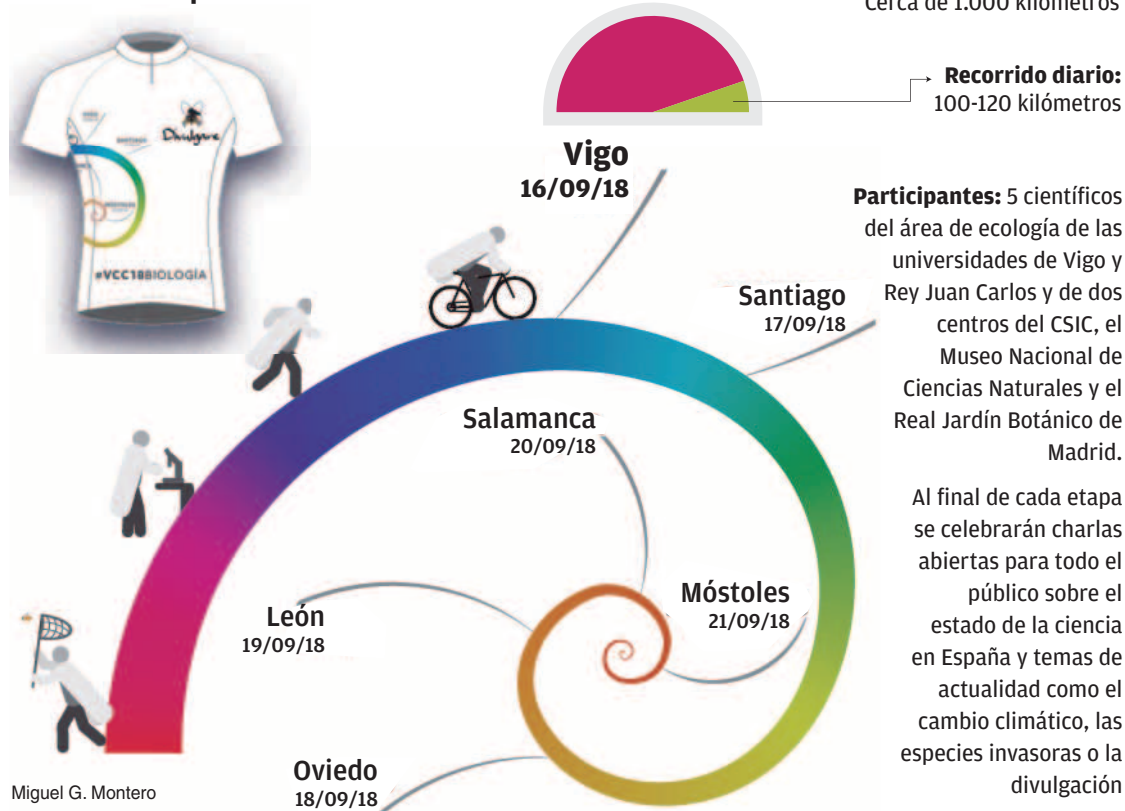 Cerca de 1.000 kilómetros
Recorrido diario:
100-120 kilómetros
Divulgare
SANTIAGO
#VCC18BIOLOGÍA
Vigo
16/09/18
Santiago
17/09/18
Salamanca
20/09/18
León
19/09/18
Móstoles
21/09/18
Oviedo
18/09/18
Participantes: 5 científicos
del área de ecología de las
universidades de Vigo y
Rey Juan Carlos y de dos
centros del CSIC, el
Museo Nacional de
Ciencias Naturales y el
Real Jardín Botánico de
Madrid.
Al final de cada etapa
se celebrarán charlas
abiertas para todo el
público sobre el
estado de la ciencia
en España y temas de
actualidad como el
cambio climático, las
especies invasoras o la
divulgación
Miguel G. Montero